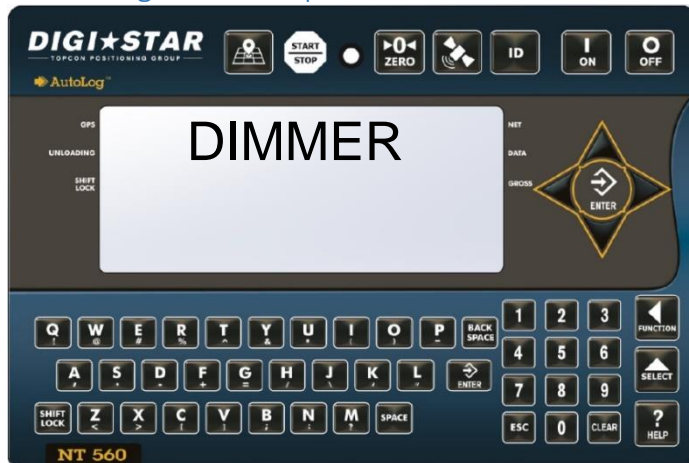 DIGI★STAR
TOPCON POSITIONING GROUP
AutoLog™
START
STOP
0
ZERO
ID
I
ON
O
OFF
GPS
UNLOADING
SHIFT
LOCK
DIMMER
NET
DATA
GROSS
ENTER
Q W E R T Y U I O P BACK
SPACE
! @ # % ^ & * ( ) –
A S D F G H J K L ENTER
+ = /
SHIFT
LOCK
Z X C V B N M SPACE
< > ?
1 2 3
4 5 6
7 8 9
ESC 0 CLEAR
FUNCTION
SELECT
?
HELP
NT 560